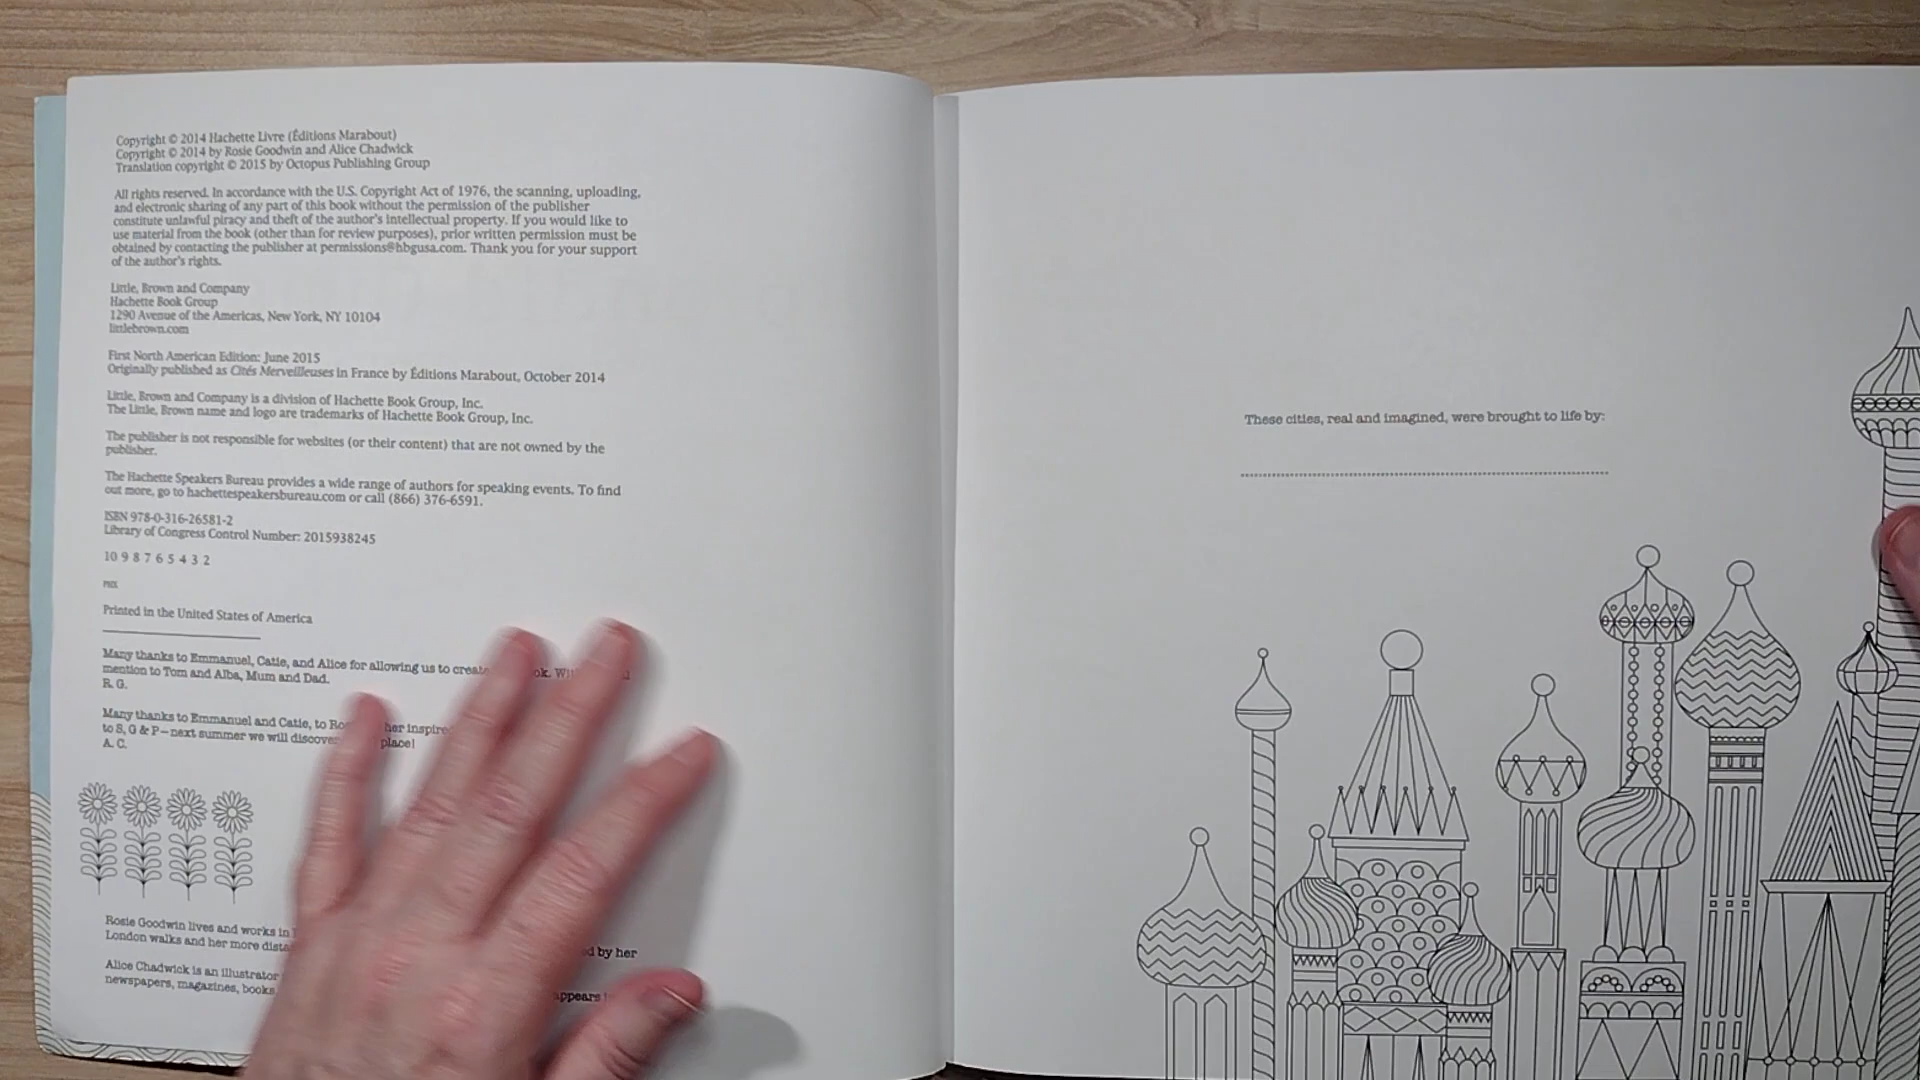 Copyright © 2014 Hachette Livre (Éditions Marabout)
Copyright © 2014 by Rosie Goodwin and Alice Chadwick
Translation copyright © 2015 by Octopus Publishing Group
All rights reserved. In accordance with the U.S. Copyright Act of 1976, the scanning, uploading,
and electronic sharing of any part of this book without the permission of the publisher
constitute unlawful piracy and theft of the author's intellectual property. If you would like to
use material from the book (other than for review purposes), prior written permission must be
obtained by contacting the publisher at permissions@hbgusa.com. Thank you for your support
of the author's rights.
Little, Brown and Company
Hachette Book Group
1290 Avenue of the Americas, New York, NY 10104
littlebrown.com
First North American Edition: June 2015
Originally published as Cités Merveilleuses in France by Éditions Marabout, October 2014
Little, Brown and Company is a division of Hachette Book Group, Inc.
The Little, Brown name and logo are trademarks of Hachette Book Group, Inc.
The publisher is not responsible for websites (or their content) that are not owned by the
publisher.
The Hachette Speakers Bureau provides a wide range of authors for speaking events. To find
out more, go to hachettespeakersbureau.com or call (866) 376-6591.
ISBN 978-0-316-26581-2
Library of Congress Control Number: 2015938245
10 9 8 7 6 5 4 3 2
Printed in the United States of America
Many thanks to Emmanuel, Catie, and Alice for allowing us to
mention to Tom and Alba, Mum and Dad.
R. G.
Many thanks to Emmanuel and Catie, to her
to S, G & P – next summer we will place!
A. C.
Rosie Goodwin lives and works in by her
London walks and her more
Alice Chadwick is an illustrator
newspapers, magazines, books, appears
These cities, real and imagined, were brought to life by: